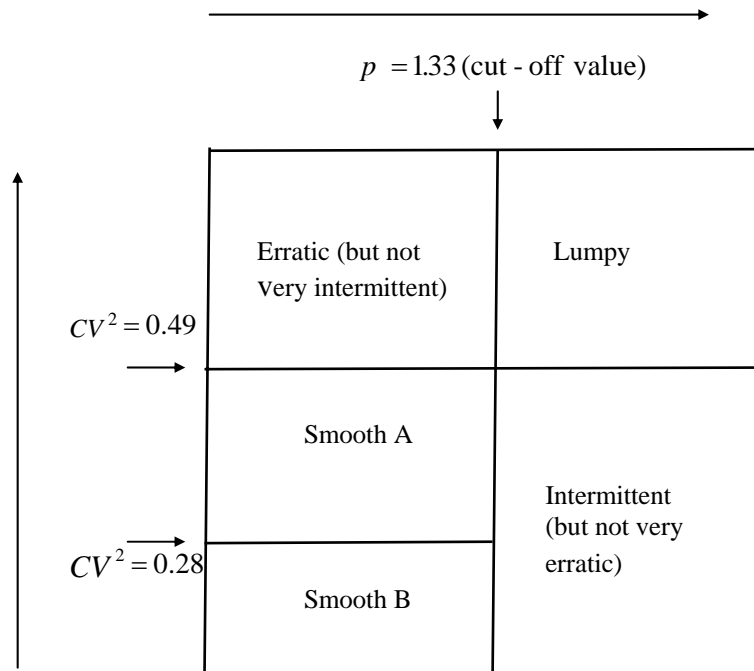 p = 1.33 (cut - off value)
Erratic (but not
very intermittent)
Lumpy
CV² = 0.49
Smooth A
Intermittent
(but not very
erratic)
CV² = 0.28
Smooth B